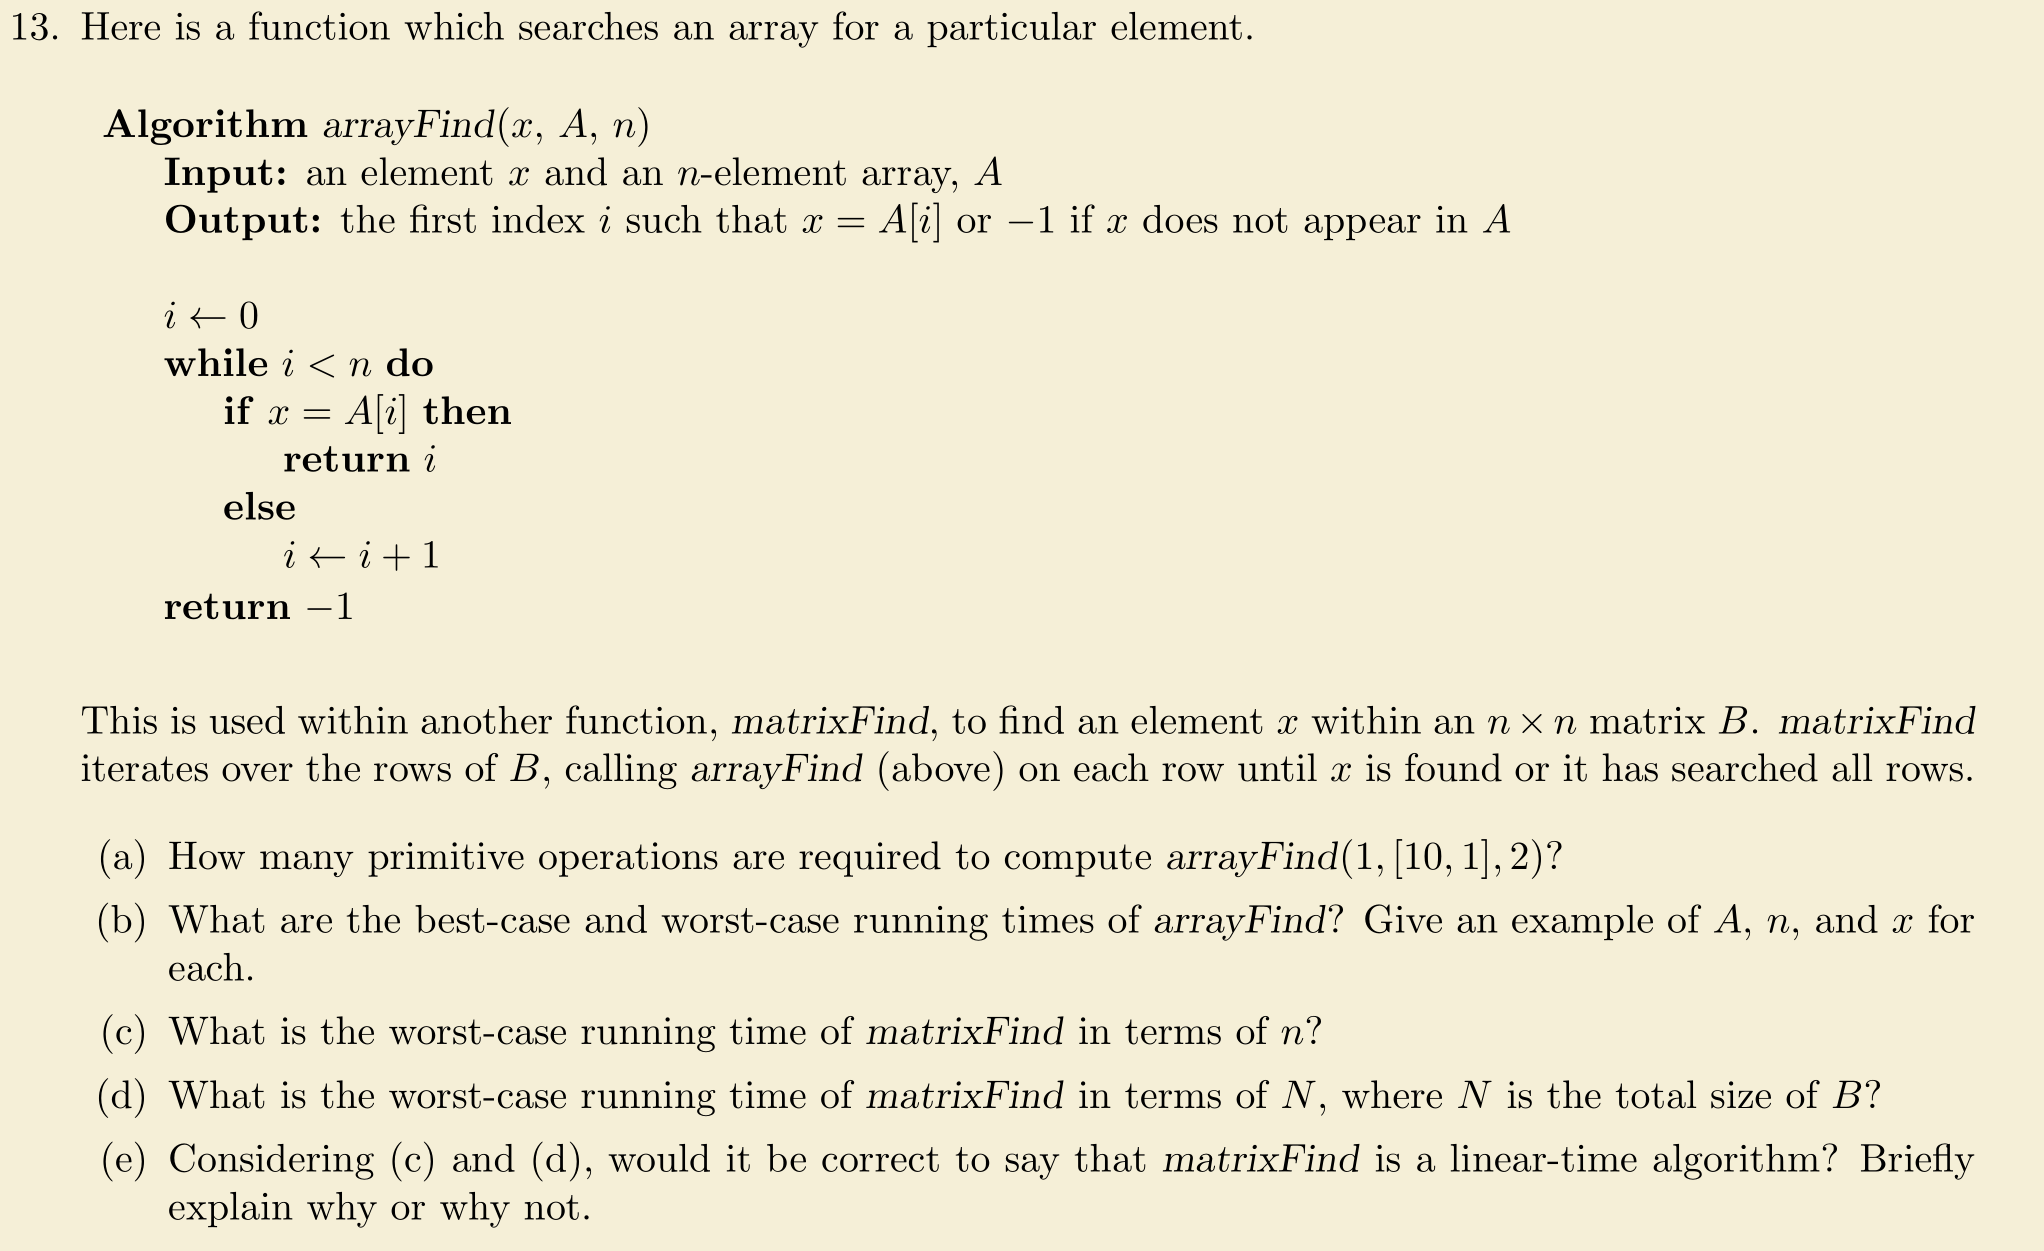 13. Here is a function which searches an array for a particular element.
Algorithm arrayFind(x, A, n)
Input: an element x and an n-element array, A
Output: the first index i such that x = A[i] or −1 if x does not appear in A
i ← 0
while i < n do
if x = A[i] then
return i
else
i ← i + 1
return −1
This is used within another function, matrixFind, to find an element x within an n × n matrix B. matrixFind
iterates over the rows of B, calling arrayFind (above) on each row until x is found or it has searched all rows.
(a) How many primitive operations are required to compute arrayFind(1, [10, 1], 2)?
(b) What are the best-case and worst-case running times of arrayFind? Give an example of A, n, and x for
each.
(c) What is the worst-case running time of matrixFind in terms of n?
(d) What is the worst-case running time of matrixFind in terms of N, where N is the total size of B?
(e) Considering (c) and (d), would it be correct to say that matrixFind is a linear-time algorithm? Briefly
explain why or why not.